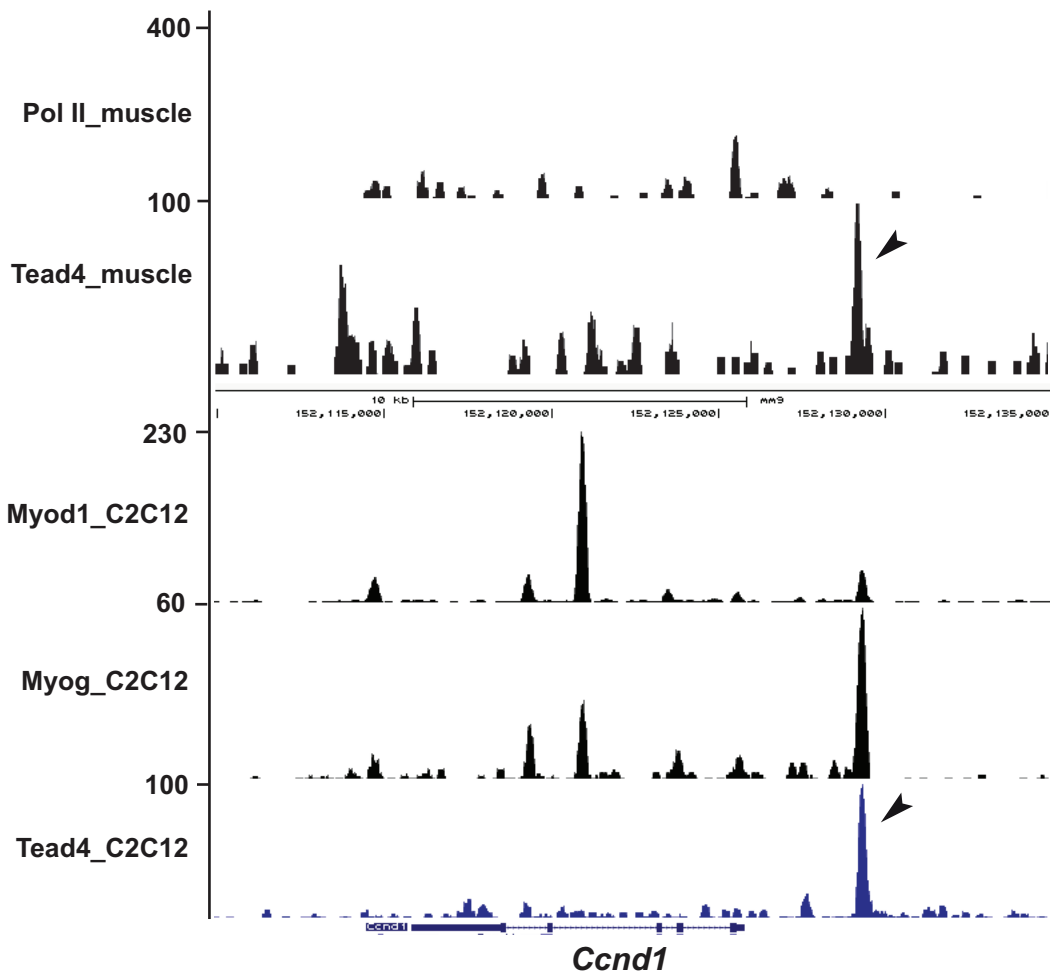 400
Pol II_muscle
100
Tead4_muscle
10 kb mm9
152,115,000 152,120,000 152,125,000 152,130,000 152,135,000
230
Myod1_C2C12
60
Myog_C2C12
100
Tead4_C2C12
Ccnd1
Ccnd1